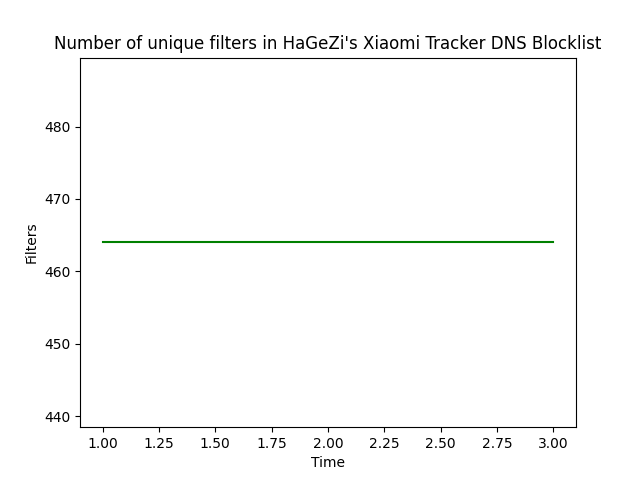 Number of unique filters in HaGeZi's Xiaomi Tracker DNS Blocklist
480
470
460
450
440
Filters
1.00 1.25 1.50 1.75 2.00 2.25 2.50 2.75 3.00
Time